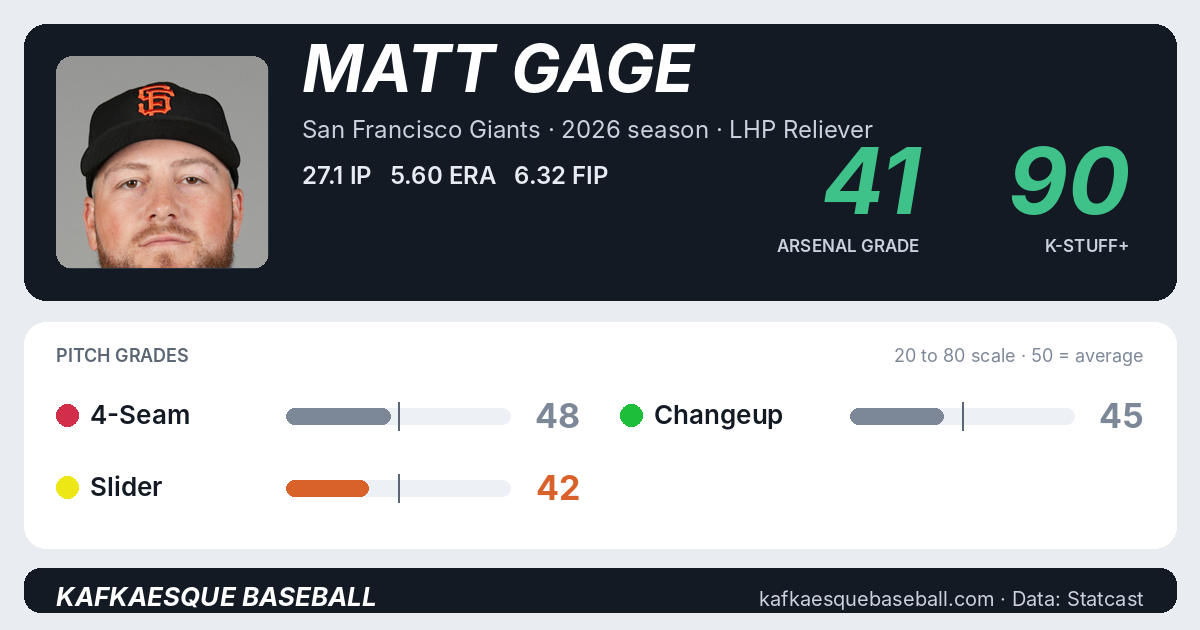 MATT GAGE
San Francisco Giants · 2026 season · LHP Reliever
27.1 IP 5.60 ERA 6.32 FIP
41 90
ARSENAL GRADE K-STUFF+
PITCH GRADES 20 to 80 scale · 50 = average
4-Seam 48 Changeup 45
Slider 42
KAFKAESQUE BASEBALL kafkaesquebaseball.com · Data: Statcast
SF